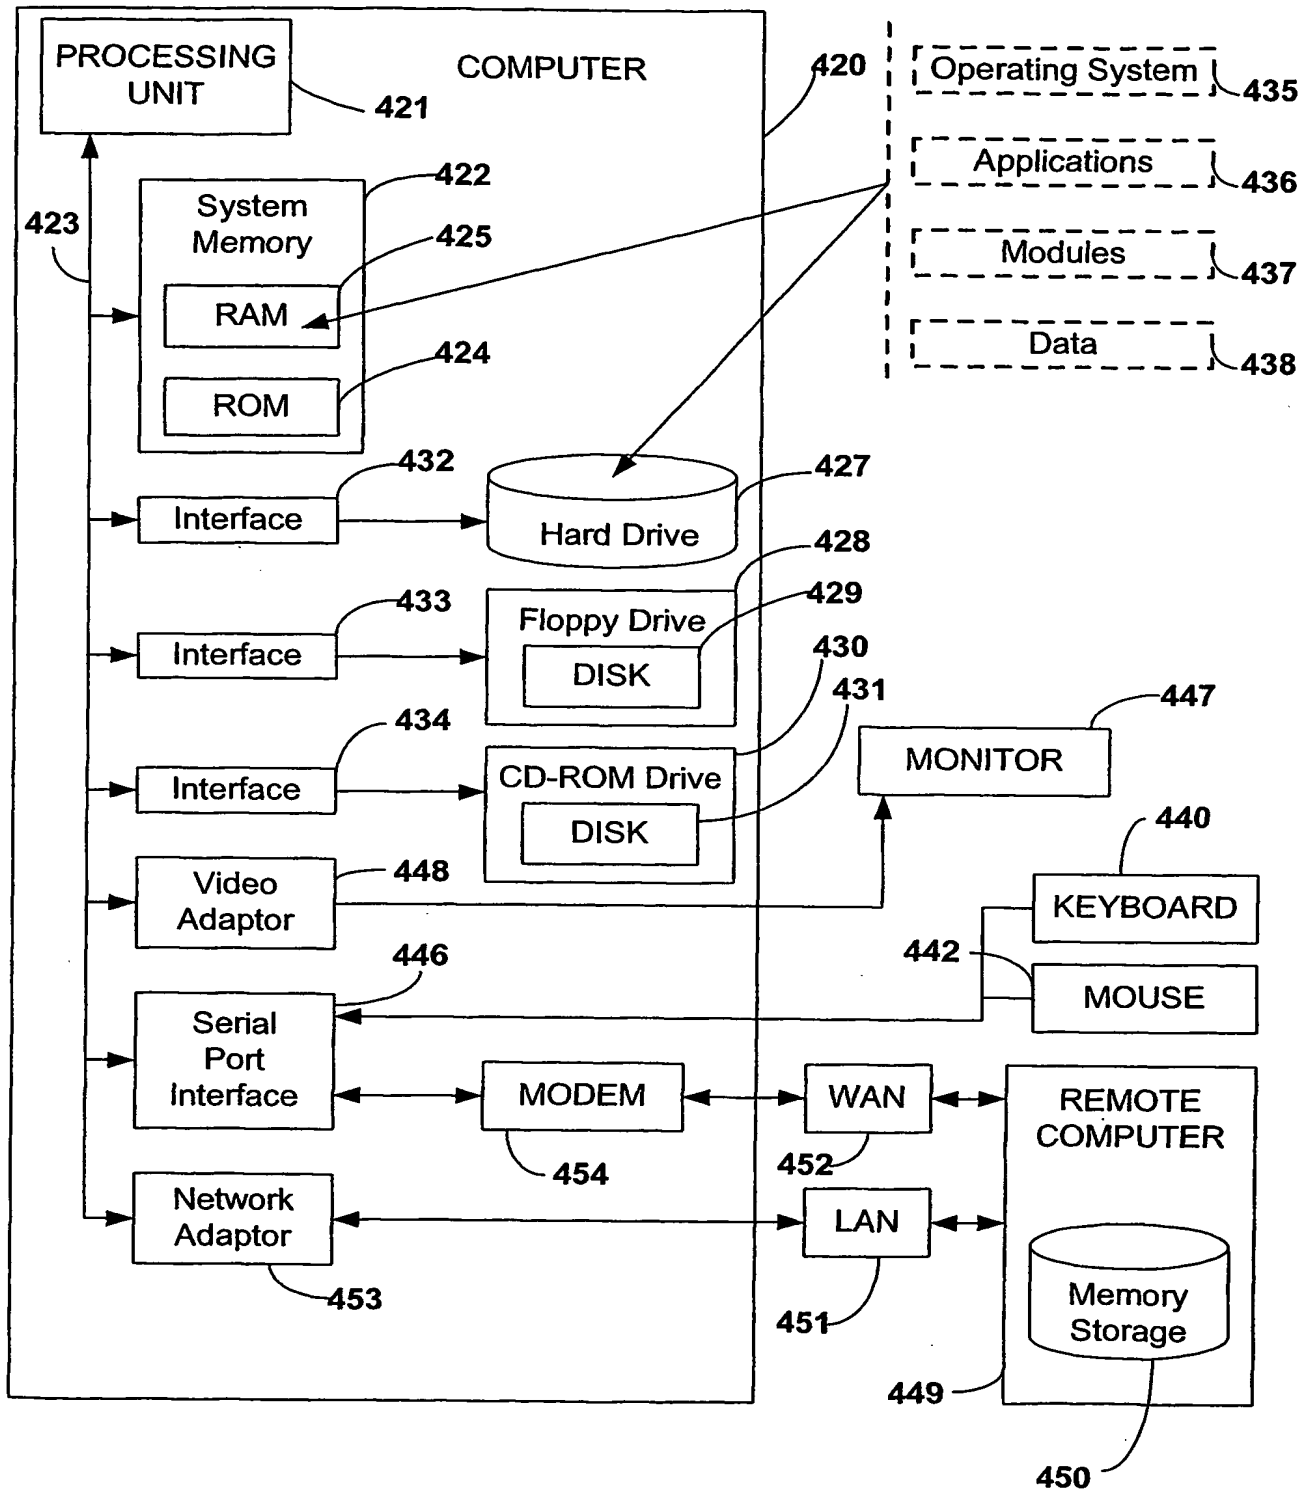 PROCESSING
UNIT
421
COMPUTER
420
Operating System
435
Applications
436
Modules
437
Data
438
423
System
Memory
422
425
RAM
424
ROM
432
Interface
Hard Drive
427
428
433
Interface
Floppy Drive
429
DISK
430
434
Interface
CD-ROM Drive
431
DISK
447
MONITOR
448
Video
Adaptor
440
KEYBOARD
442
MOUSE
446
Serial
Port
Interface
MODEM
454
WAN
452
REMOTE
COMPUTER
Network
Adaptor
453
LAN
451
Memory
Storage
449
450